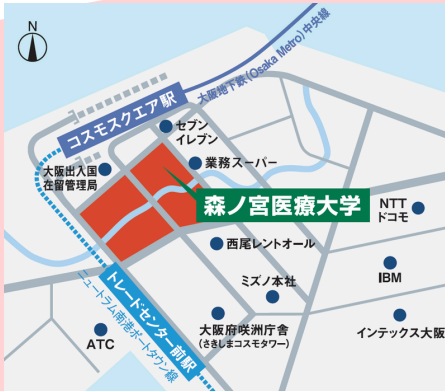 N
コスモスクエア駅
大阪地下鉄(Osaka Metro)中央線
セブン
イレブン
大阪出入国
在留管理局
業務スーパー
森ノ宮医療大学
NTT
ドコモ
西尾レントオール
ミズノ本社
IBM
トレードセンター前駅
ニュートラム南港ポートタウン線
大阪府咲洲庁舎
(さきしまコスモタワー)
インテックス大阪
ATC